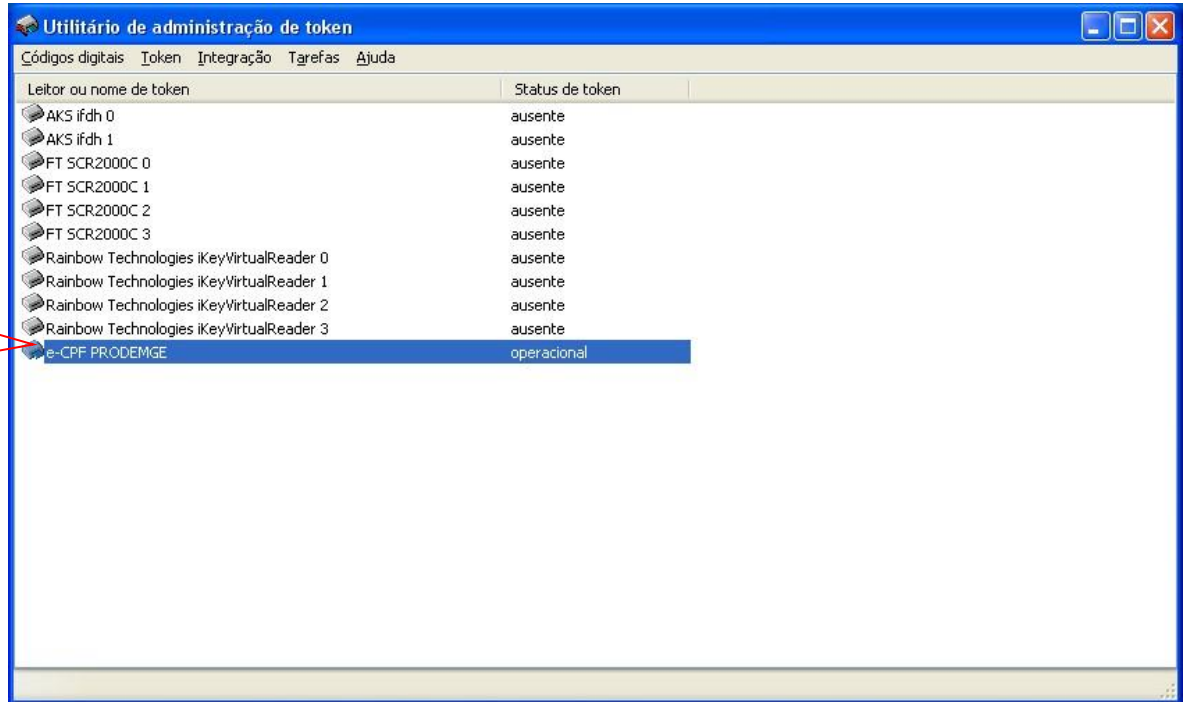 Utilitário de administração de token
Códigos digitais Token Integração Tarefas Ajuda
Leitor ou nome de token Status de token
AKS ifdh 0 ausente
AKS ifdh 1 ausente
FT SCR2000C 0 ausente
FT SCR2000C 1 ausente
FT SCR2000C 2 ausente
FT SCR2000C 3 ausente
Rainbow Technologies iKeyVirtualReader 0 ausente
Rainbow Technologies iKeyVirtualReader 1 ausente
Rainbow Technologies iKeyVirtualReader 2 ausente
Rainbow Technologies iKeyVirtualReader 3 ausente
e-CPF PRODEMGE operacional